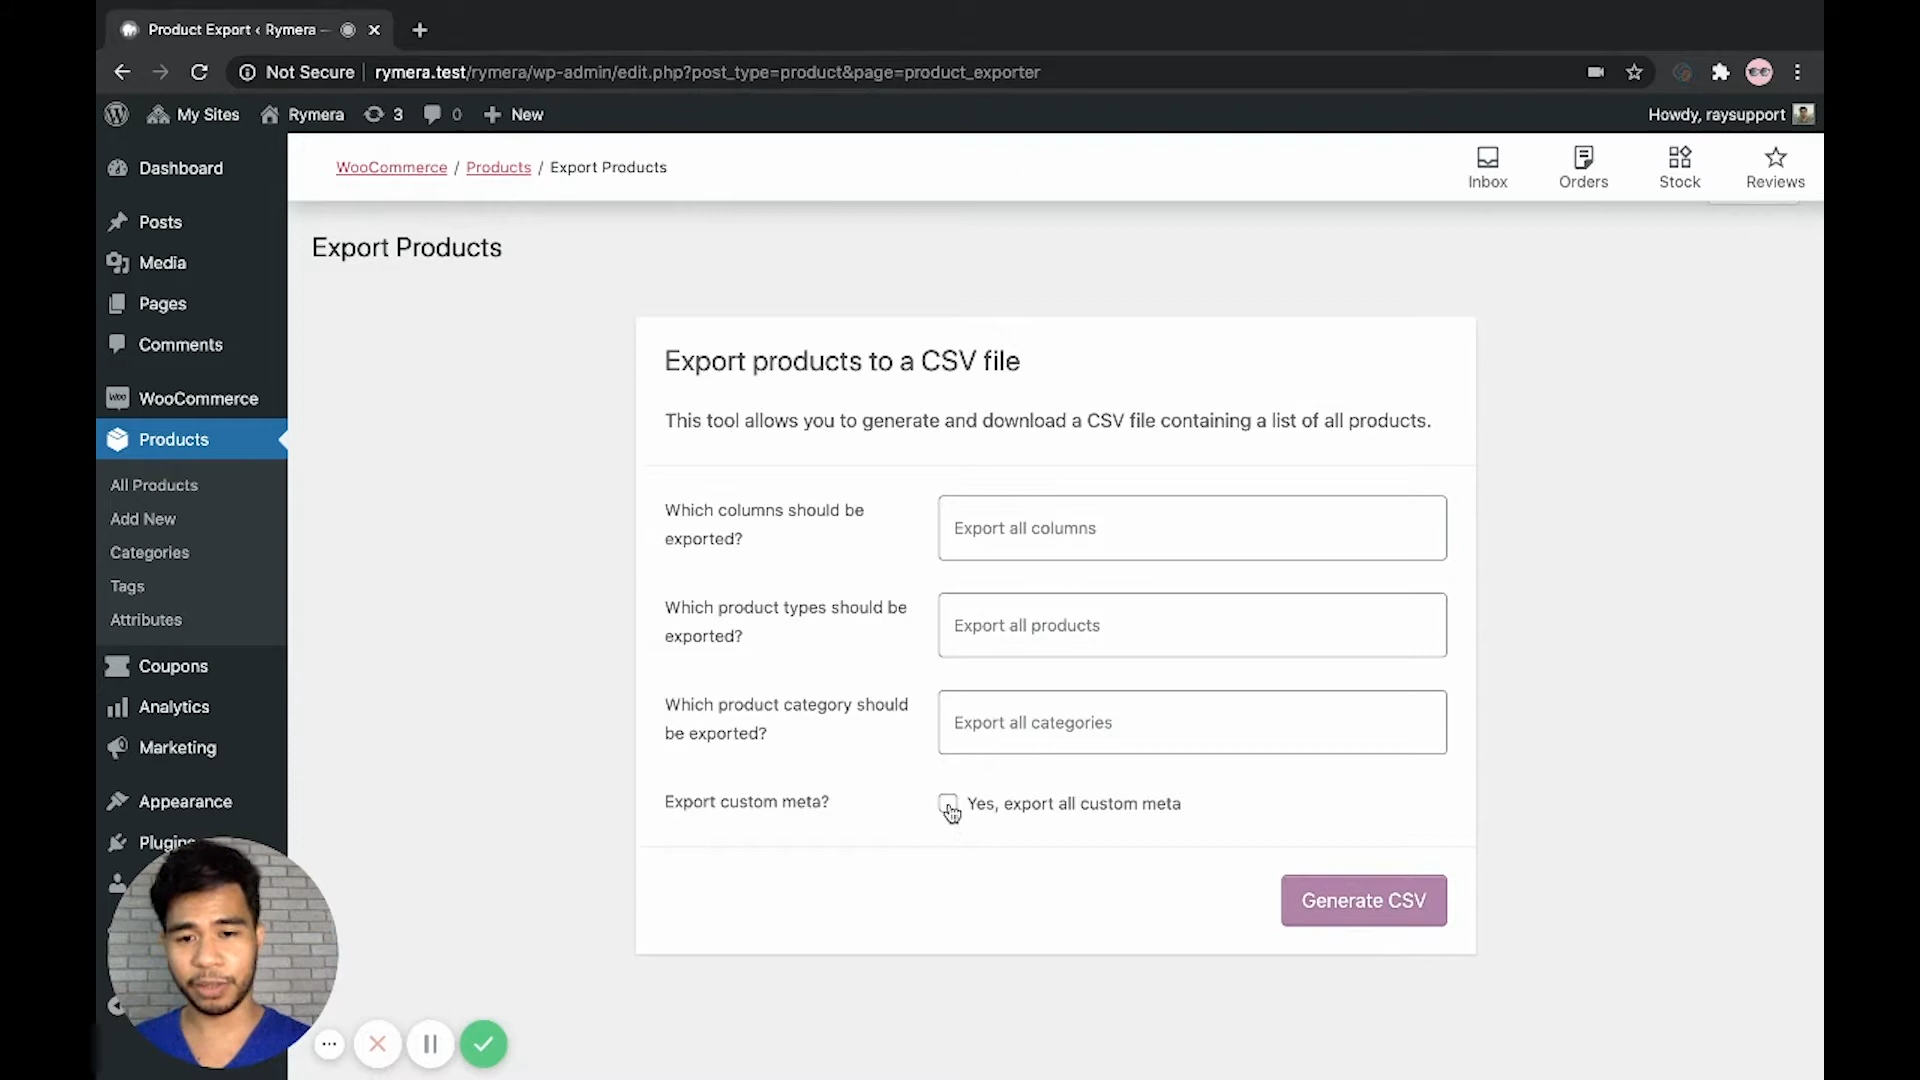 Product Export ‹ Rymera —
Not Secure
rymera.test/rymera/wp-admin/edit.php?post_type=product&page=product_exporter
My Sites
Rymera
3
0
New
Howdy, raysupport
Dashboard
Posts
Media
Pages
Comments
Woo
WooCommerce
Products
All Products
Add New
Categories
Tags
Attributes
Coupons
Analytics
Marketing
Appearance
Plugins
WooCommerce / Products / Export Products
Inbox
Orders
Stock
Reviews
Export Products
Export products to a CSV file
This tool allows you to generate and download a CSV file containing a list of all products.
Which columns should be
exported?
Export all columns
Which product types should be
exported?
Export all products
Which product category should
be exported?
Export all categories
Export custom meta?
Yes, export all custom meta
Generate CSV